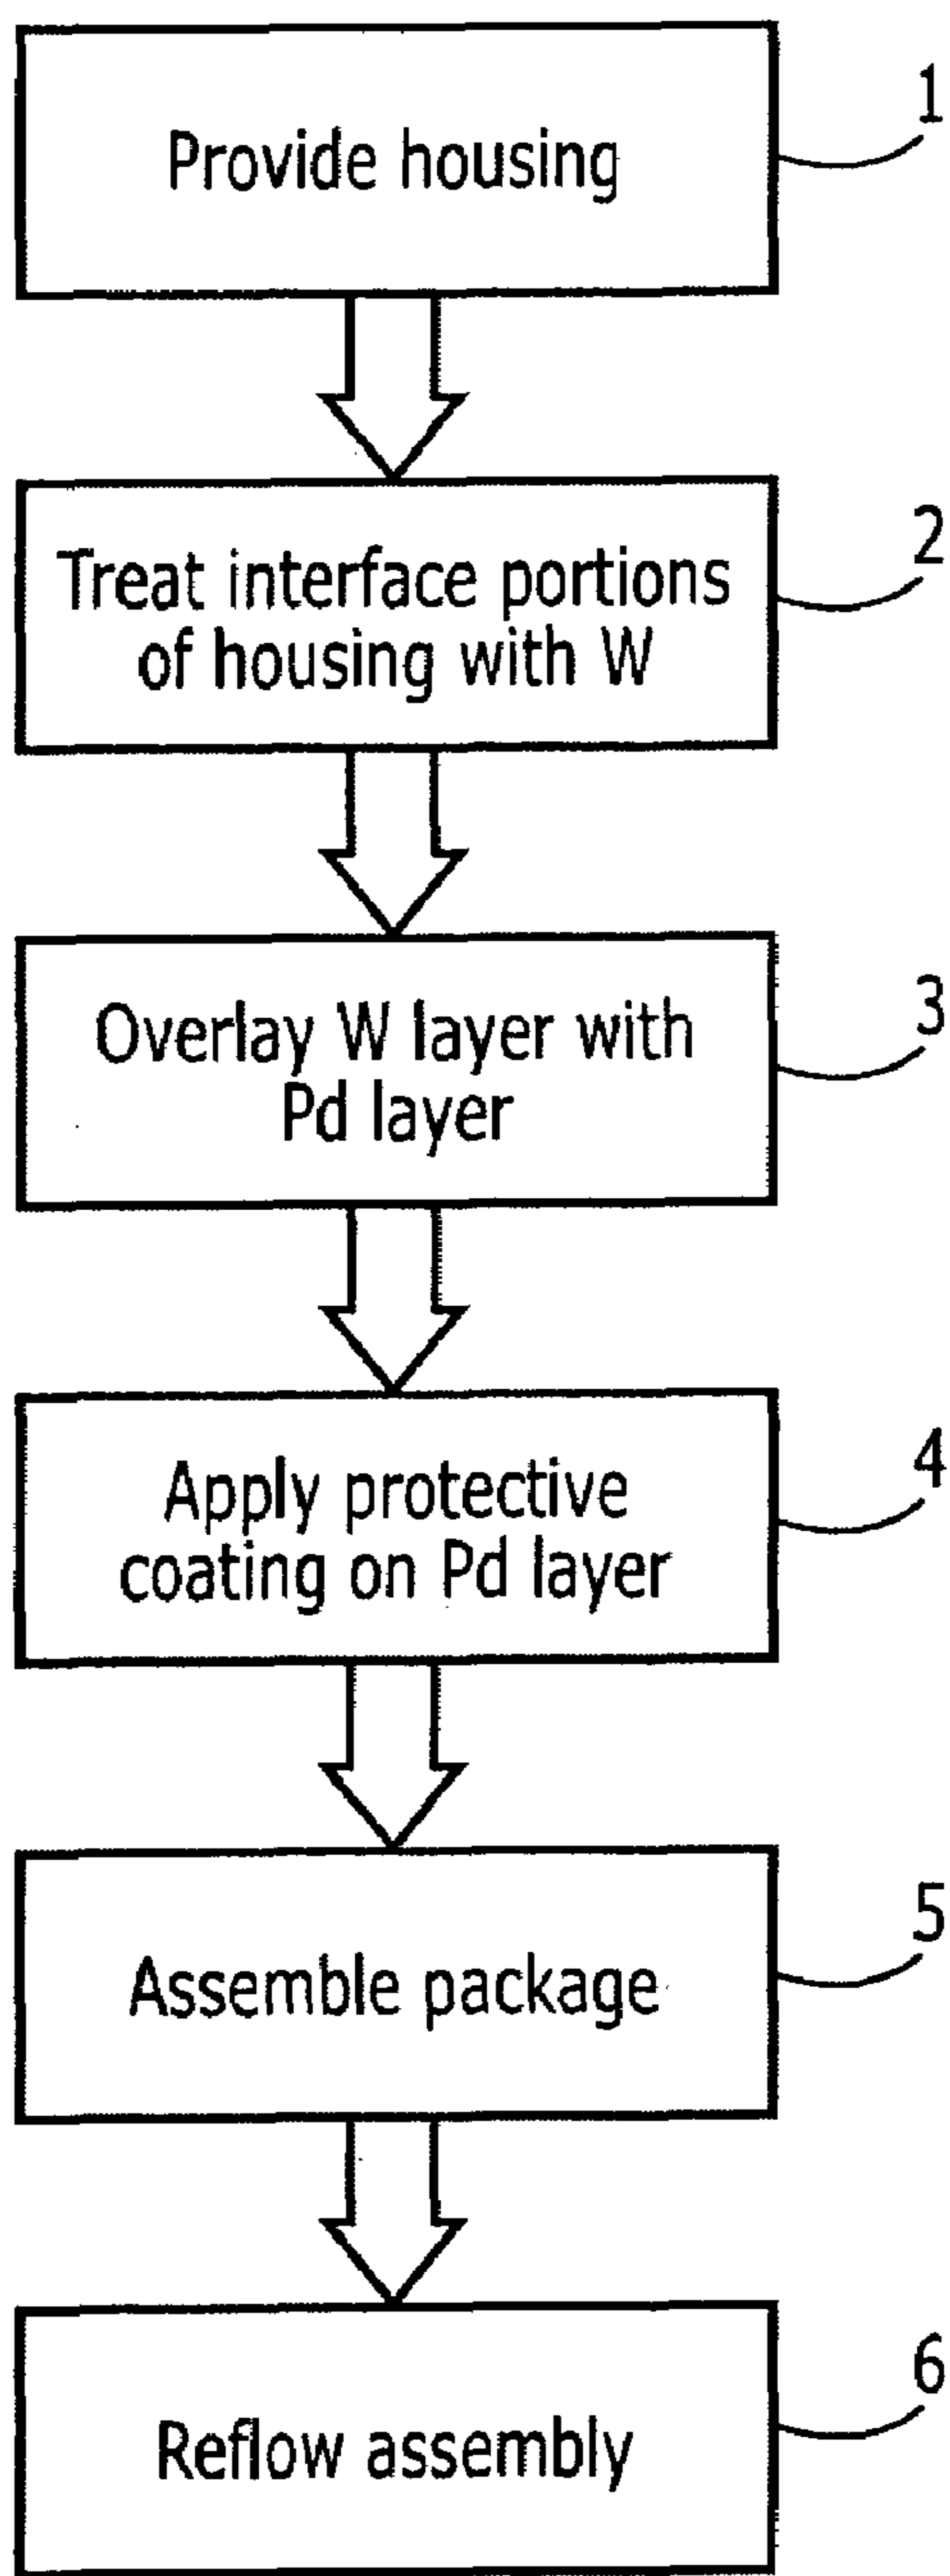 Provide housing
1
Treat interface portions
of housing with W
2
Overlay W layer with
Pd layer
3
Apply protective
coating on Pd layer
4
Assemble package
5
Reflow assembly
6